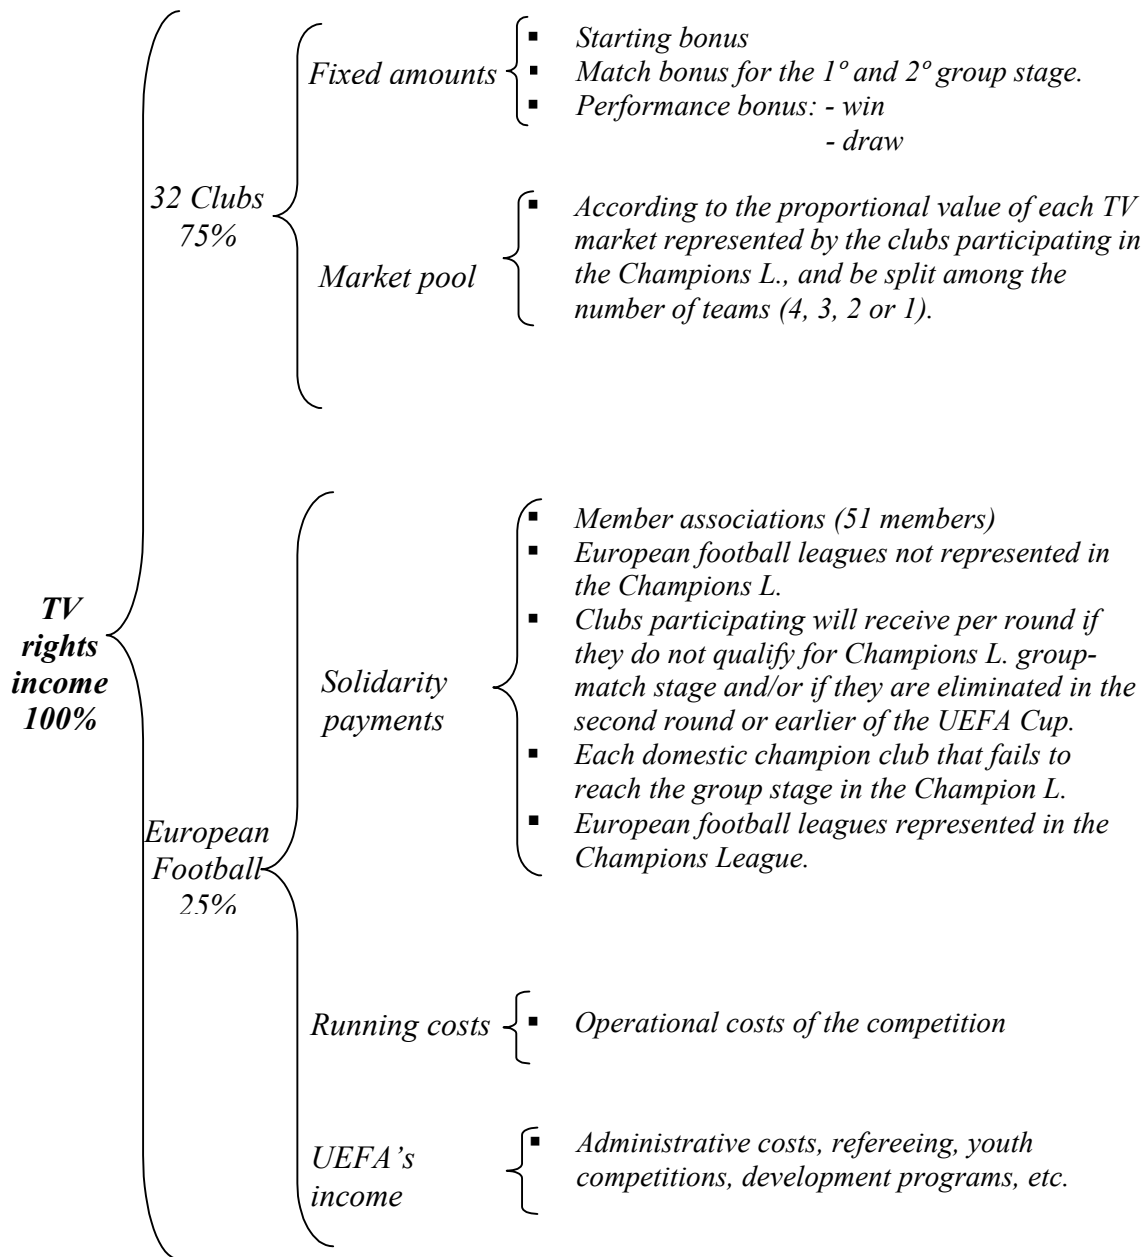 Fixed amounts
▪ Starting bonus
▪ Match bonus for the 1º and 2º group stage.
▪ Performance bonus: - win
- draw
32 Clubs
75%
Market pool
▪ According to the proportional value of each TV
market represented by the clubs participating in
the Champions L., and be split among the
number of teams (4, 3, 2 or 1).
TV
rights
income
100%
Solidarity
payments
▪ Member associations (51 members)
▪ European football leagues not represented in
the Champions L.
▪ Clubs participating will receive per round if
they do not qualify for Champions L. group-
match stage and/or if they are eliminated in the
second round or earlier of the UEFA Cup.
▪ Each domestic champion club that fails to
reach the group stage in the Champion L.
▪ European football leagues represented in the
Champions League.
European
Football
25%
Running costs
▪ Operational costs of the competition
UEFA’s
income
▪ Administrative costs, refereeing, youth
competitions, development programs, etc.